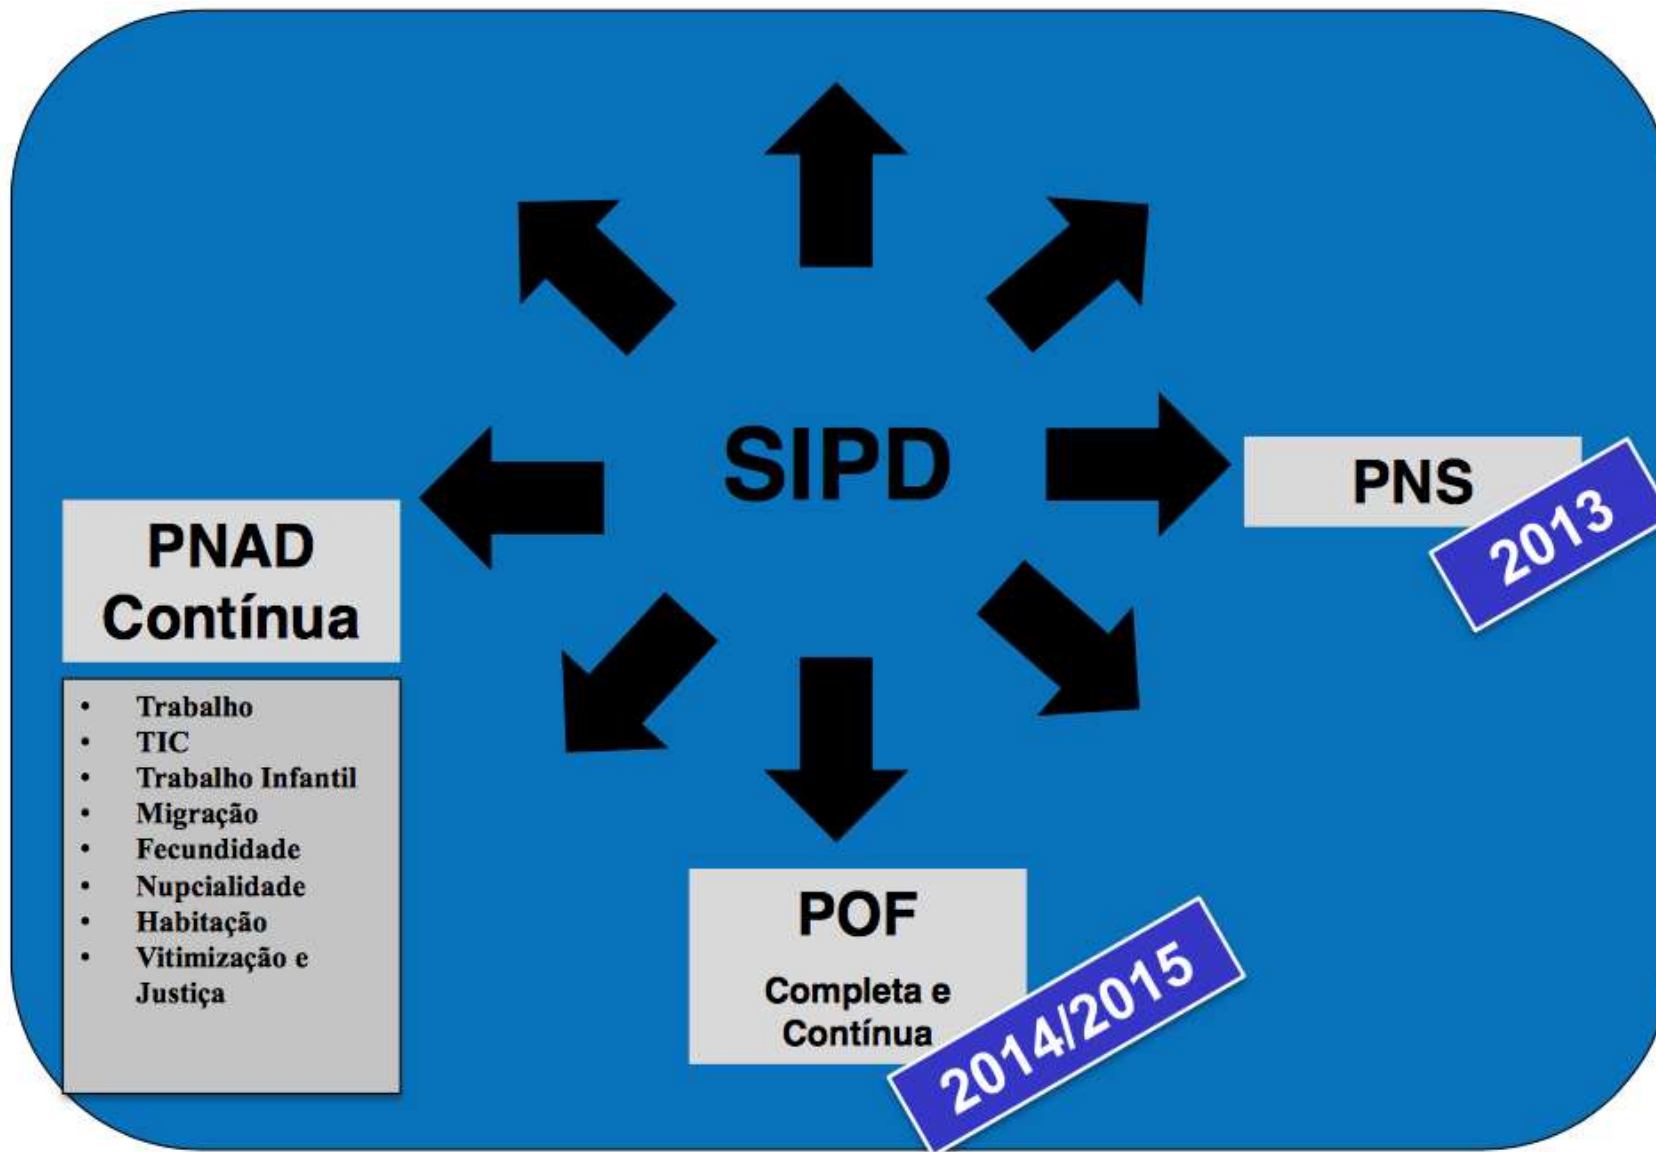 SIPD
PNS
2013
PNAD
Contínua
• Trabalho
• TIC
• Trabalho Infantil
• Migração
• Fecundidade
• Nupcialidade
• Habitação
• Vitimização e
Justiça
POF
Completa e
Contínua
2014/2015